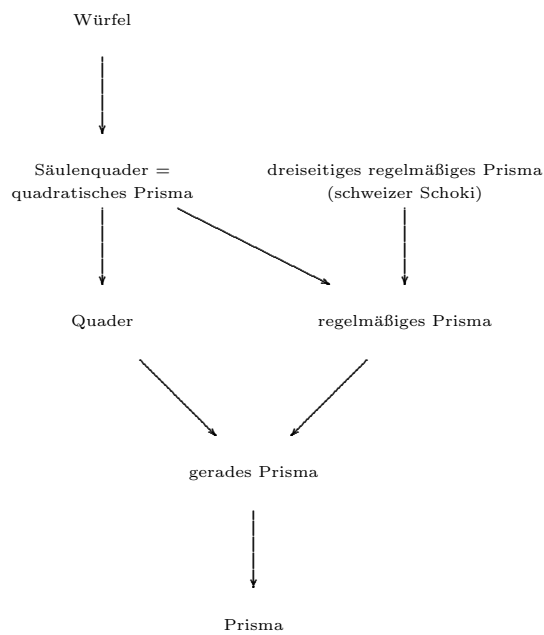 Würfel
Säulenquader =
quadratisches Prisma
dreiseitiges regelmäßiges Prisma
(schweizer Schoki)
Quader
regelmäßiges Prisma
gerades Prisma
Prisma